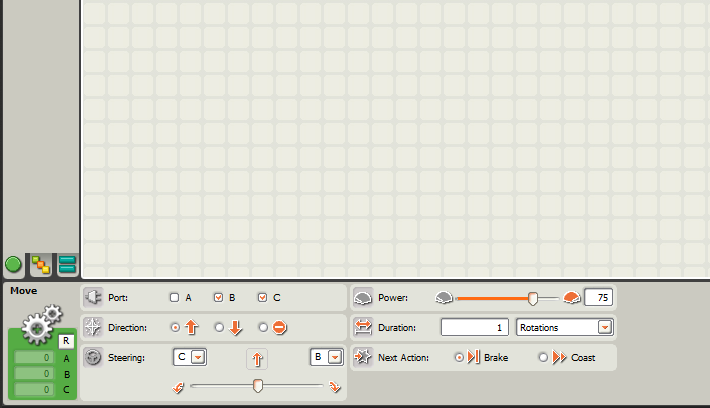 Move
Port: A B C
Power: 75
R
Direction:
Duration: 1 Rotations
0 A
0 B
0 C
Steering: C B
Next Action: Brake Coast